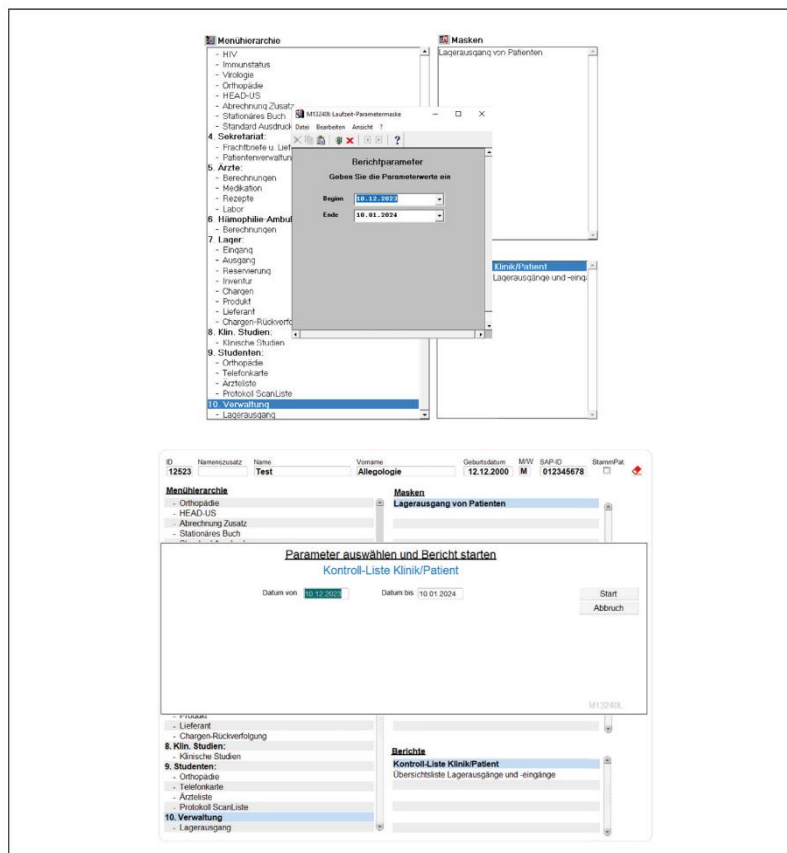 Menühierarchie
- HIV
- Immunstatus
- Virologie
- Orthopädie
- HEAD-US
- Abrechnung Zusatz
- Stationäres Buch
- Standard Ausdruck
4. Sekretariat:
- Frachtbriefe u. Lief
- Patientenverwaltun
5. Ärzte:
- Berechnungen
- Medikation
- Rezepte
- Labor
6. Hämophilie-Ambul
- Berechnungen
7. Lager:
- Eingang
- Ausgang
- Reservierung
- Inventur
- Chargen
- Produkt
- Lieferant
- Chargen-Rückverfo
8. Klin. Studien:
- Klinische Studien
9. Studenten:
- Orthopädie
- Telefonkarte
- Ärzteliste
- Protokoll ScanListe
10. Verwaltung
- Lagerausgang
Masken
Lagerausgang von Patienten
M13240l: Laufzeit-Parametermaske
Datei Bearbeiten Ansicht ?
Berichtparameter
Geben Sie die Parameterwerte ein
Beginn 10.12.2023
Ende 10.01.2024
Klinik/Patient
Lagerausgänge und -einga
ID Namenszusatz Name Vorname Geburtsdatum M/W SAP-ID StammPat.
12523 Test Allegologie 12.12.2000 M 012345678
Menühierarchie
- Orthopädie
- HEAD-US
- Abrechnung Zusatz
- Stationäres Buch
Masken
Lagerausgang von Patienten
Parameter auswählen und Bericht starten
Kontroll-Liste Klinik/Patient
Datum von 10.12.2023 Datum bis 10.01.2024 Start
Abbruch
M13240L
- Produkt
- Lieferant
- Chargen-Rückverfolgung
8. Klin. Studien:
- Klinische Studien
9. Studenten:
- Orthopädie
- Telefonkarte
- Ärzteliste
- Protokoll ScanListe
10. Verwaltung
- Lagerausgang
Berichte
Kontroll-Liste Klinik/Patient
Übersichtsliste Lagerausgänge und -eingänge